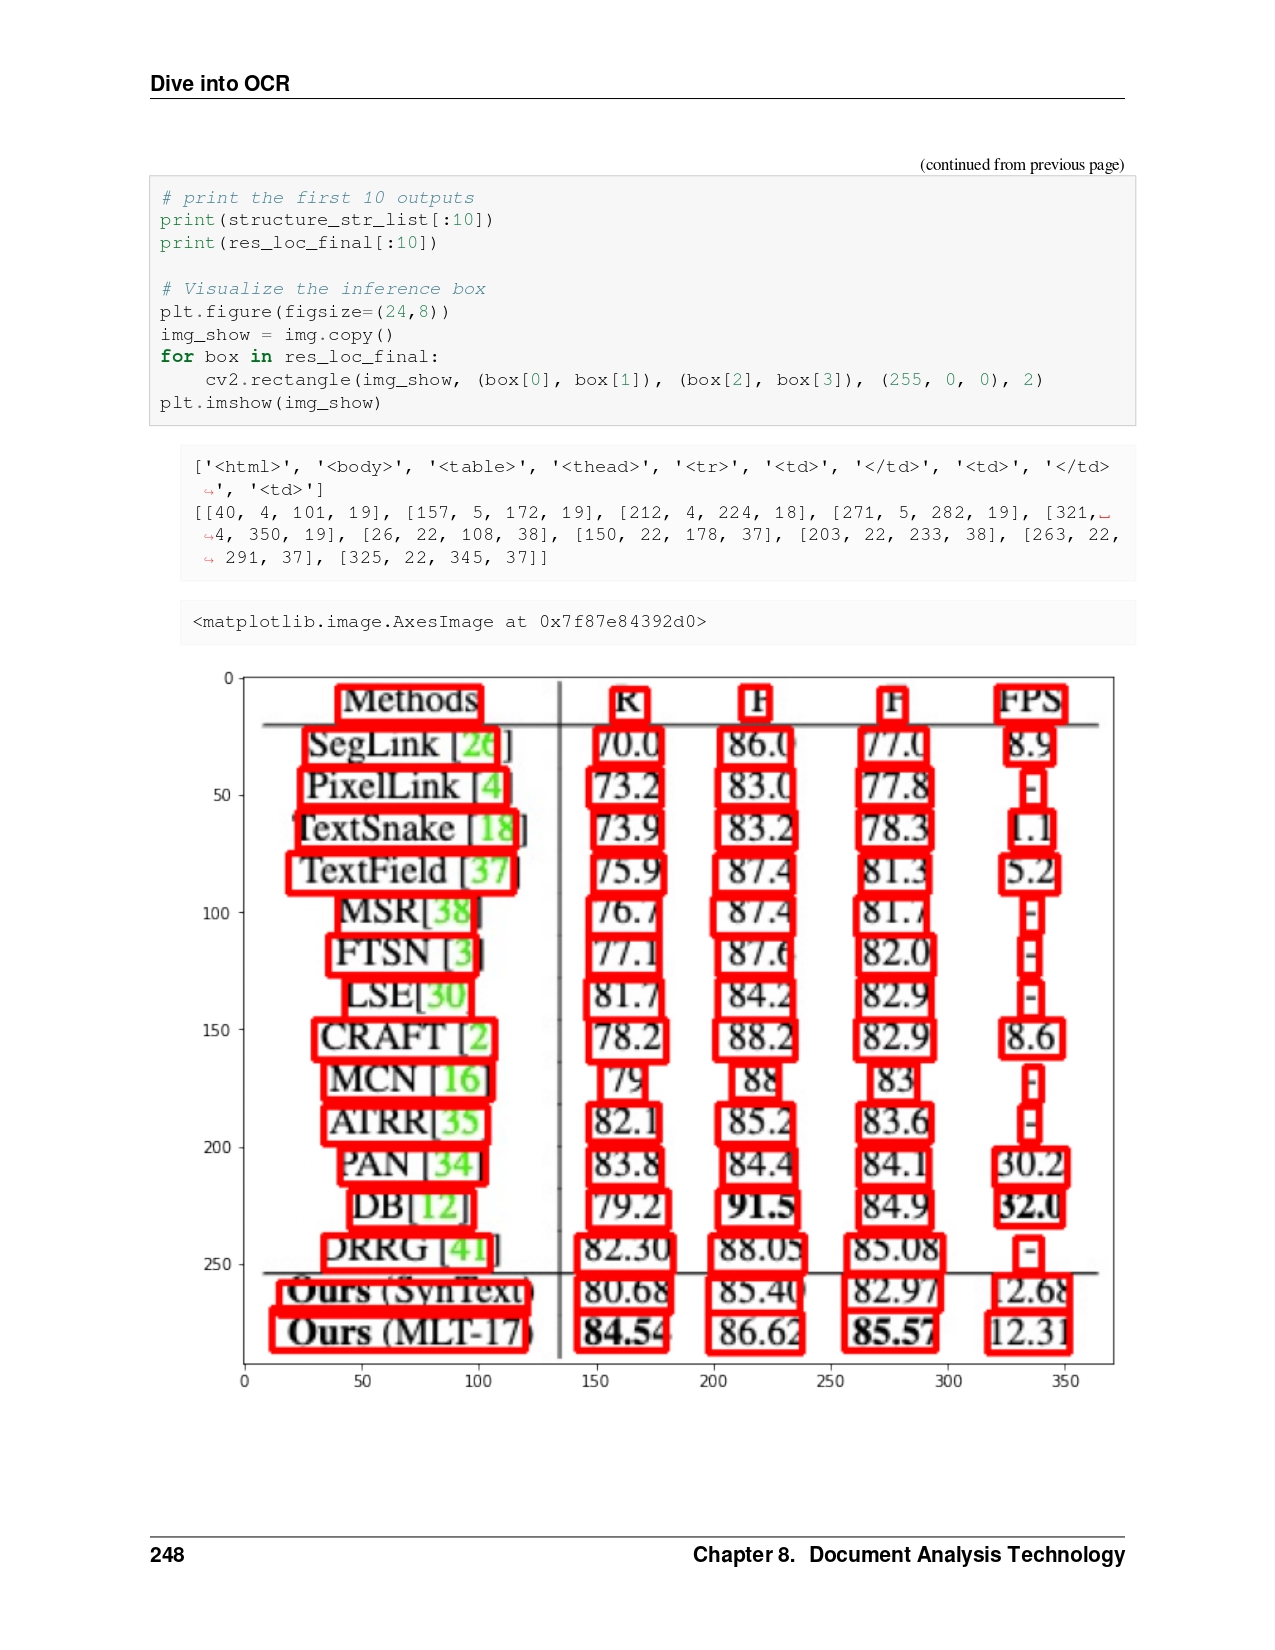 Dive into OCR
(continued from previous page)
# print the first 10 outputs
print(structure_str_list[:10])
print(res_loc_final[:10])
# Visualize the inference box
plt.figure(figsize=(24,8))
img_show = img.copy()
for box in res_loc_final:
    cv2.rectangle(img_show, (box[0], box[1]), (box[2], box[3]), (255, 0, 0), 2)
plt.imshow(img_show)
['<html>', '<body>', '<table>', '<thead>', '<tr>', '<td>', '</td>', '<td>', '</td>
↪', '<td>']
[[40, 4, 101, 19], [157, 5, 172, 19], [212, 4, 224, 18], [271, 5, 282, 19], [321,␣
↪4, 350, 19], [26, 22, 108, 38], [150, 22, 178, 37], [203, 22, 233, 38], [263, 22,
↪ 291, 37], [325, 22, 345, 37]]
<matplotlib.image.AxesImage at 0x7f87e84392d0>
0
Methods R P F FPS
SegLink [26] 70.0 86.0 77.0 8.9
50 PixelLink [4] 73.2 83.0 77.8 -
TextSnake [18] 73.9 83.2 78.3 1.1
TextField [37] 75.9 87.4 81.3 5.2
100 MSR[38] 76.7 87.4 81.7 -
FTSN [3] 77.1 87.6 82.0 -
LSE[30] 81.7 84.2 82.9 -
150 CRAFT [2] 78.2 88.2 82.9 8.6
MCN [16] 79 88 83 -
ATRR[35] 82.1 85.2 83.6 -
200 PAN [34] 83.8 84.4 84.1 30.2
DB[12] 79.2 91.5 84.9 32.0
250 DRRG [41] 82.30 88.05 85.08 -
Ours (SynText) 80.68 85.40 82.97 12.68
Ours (MLT-17) 84.54 86.62 85.57 12.31
0 50 100 150 200 250 300 350
248 Chapter 8. Document Analysis Technology